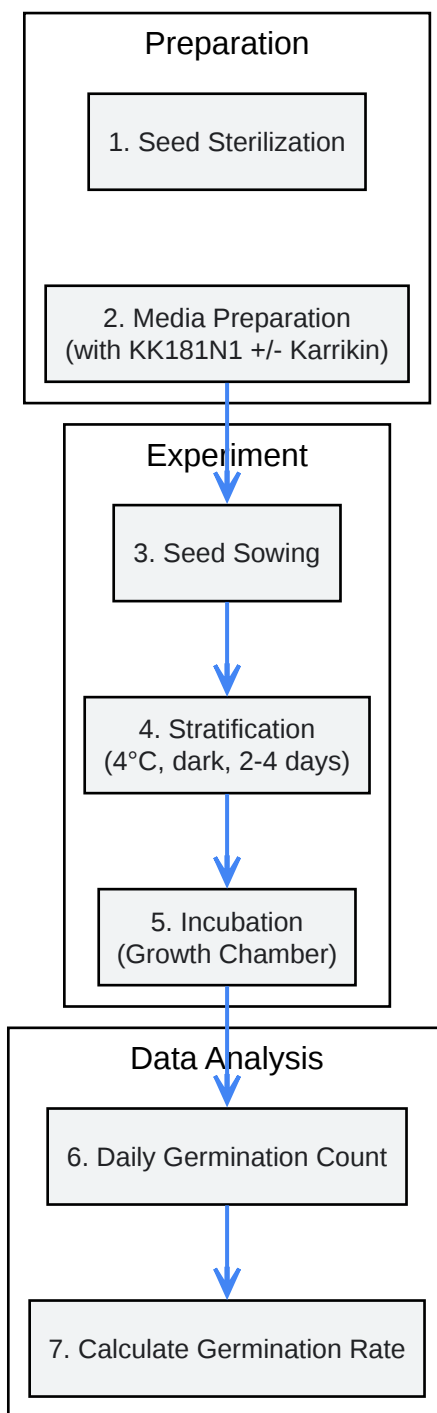 Preparation
1. Seed Sterilization
2. Media Preparation
(with KK181N1 +/- Karrikin)
Experiment
3. Seed Sowing
4. Stratification
(4°C, dark, 2-4 days)
5. Incubation
(Growth Chamber)
Data Analysis
6. Daily Germination Count
7. Calculate Germination Rate